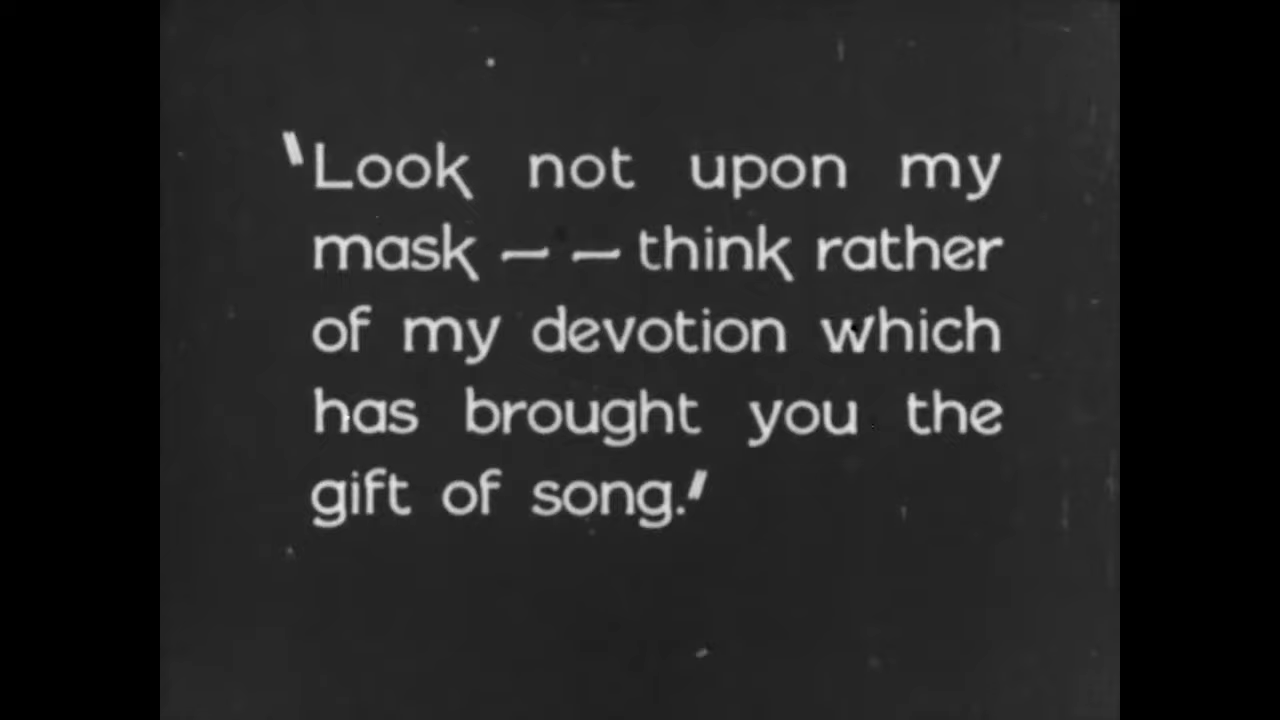 "Look not upon my
mask – – think rather
of my devotion which
has brought you the
gift of song."